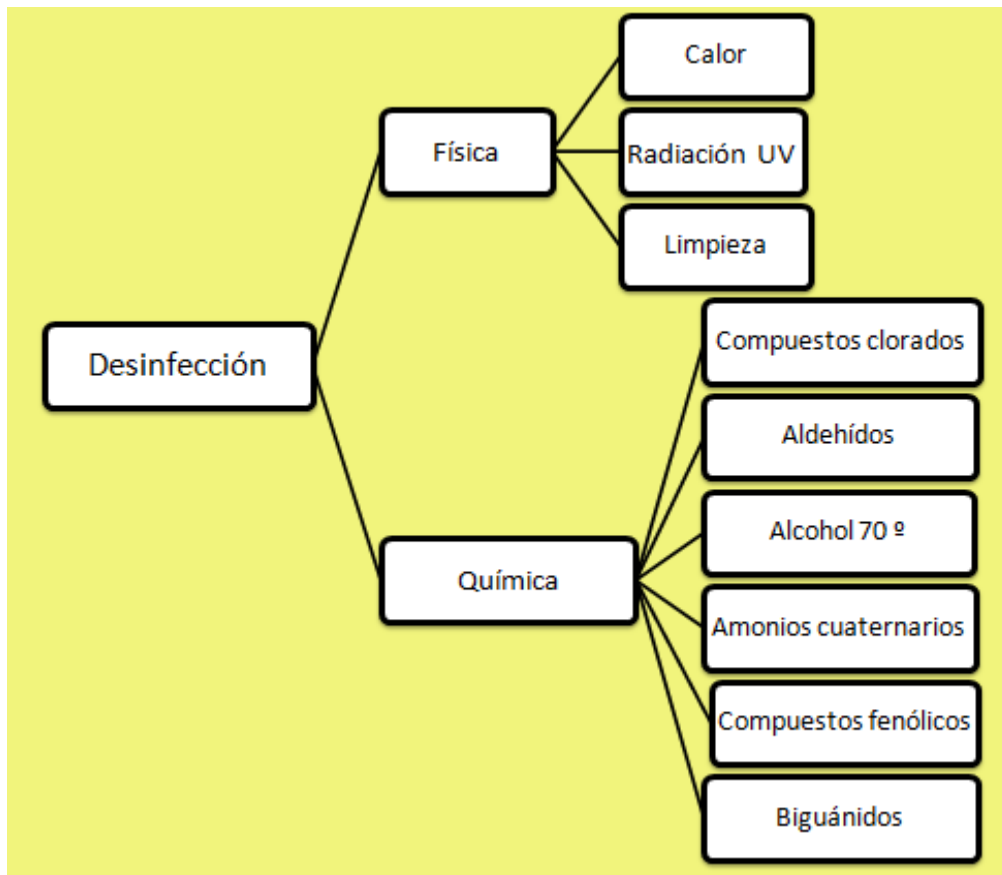 Desinfección
Física
Calor
Radiación UV
Limpieza
Química
Compuestos clorados
Aldehídos
Alcohol 70 º
Amonios cuaternarios
Compuestos fenólicos
Biguánidos